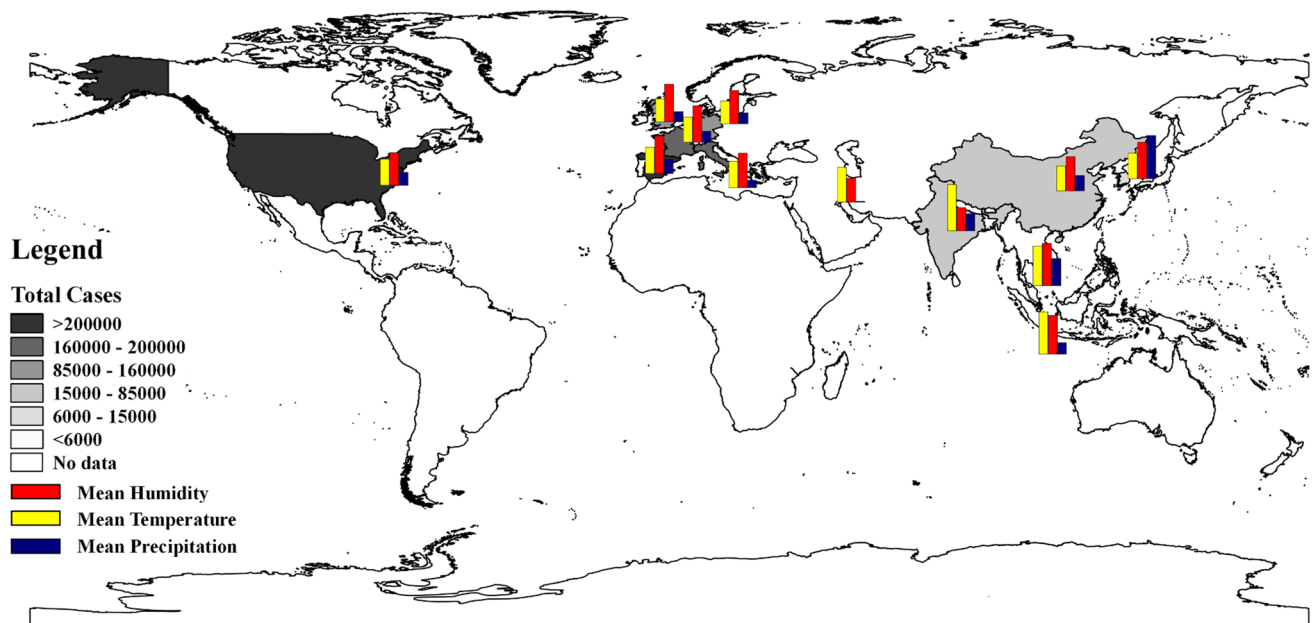 Legend
Total Cases
>200000
160000 - 200000
85000 - 160000
15000 - 85000
6000 - 15000
<6000
No data
Mean Humidity
Mean Temperature
Mean Precipitation